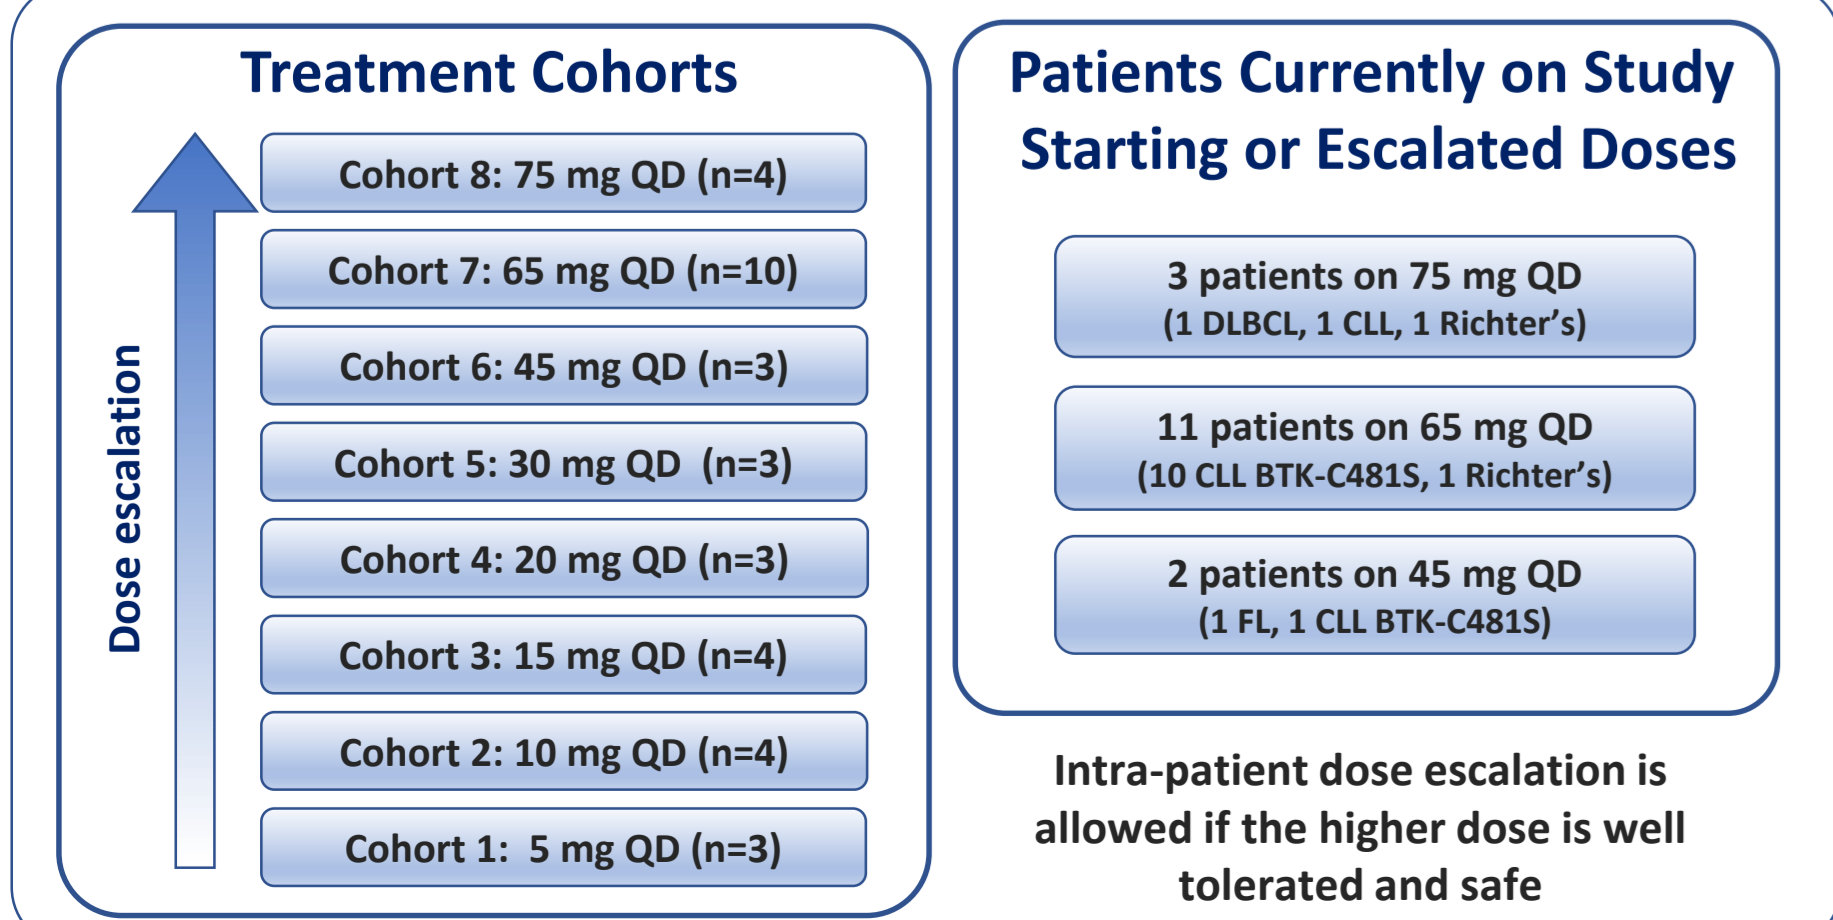 Treatment Cohorts
Dose escalation
Cohort 8: 75 mg QD (n=4)
Cohort 7: 65 mg QD (n=10)
Cohort 6: 45 mg QD (n=3)
Cohort 5: 30 mg QD  (n=3)
Cohort 4: 20 mg QD (n=3)
Cohort 3: 15 mg QD (n=4)
Cohort 2: 10 mg QD (n=4)
Cohort 1:  5 mg QD (n=3)
Patients Currently on Study
Starting or Escalated Doses
3 patients on 75 mg QD
(1 DLBCL, 1 CLL, 1 Richter’s)
11 patients on 65 mg QD
(10 CLL BTK-C481S, 1 Richter’s)
2 patients on 45 mg QD
(1 FL, 1 CLL BTK-C481S)
Intra-patient dose escalation is
allowed if the higher dose is well
tolerated and safe